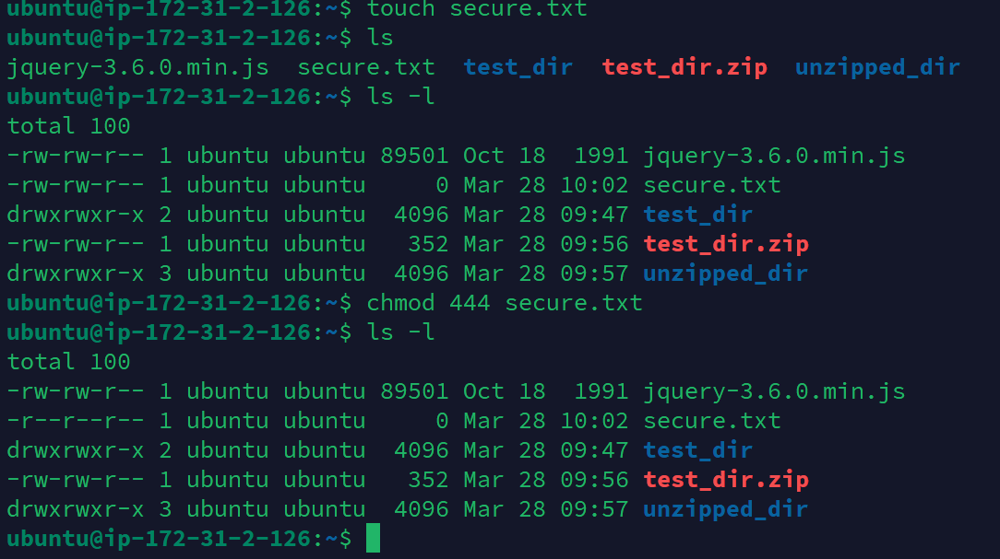 ubuntu@ip-172-31-2-126:~$ touch secure.txt
ubuntu@ip-172-31-2-126:~$ ls
jquery-3.6.0.min.js  secure.txt  test_dir  test_dir.zip  unzipped_dir
ubuntu@ip-172-31-2-126:~$ ls -l
total 100
-rw-rw-r-- 1 ubuntu ubuntu 89501 Oct 18  1991 jquery-3.6.0.min.js
-rw-rw-r-- 1 ubuntu ubuntu     0 Mar 28 10:02 secure.txt
drwxrwxr-x 2 ubuntu ubuntu  4096 Mar 28 09:47 test_dir
-rw-rw-r-- 1 ubuntu ubuntu   352 Mar 28 09:56 test_dir.zip
drwxrwxr-x 3 ubuntu ubuntu  4096 Mar 28 09:57 unzipped_dir
ubuntu@ip-172-31-2-126:~$ chmod 444 secure.txt
ubuntu@ip-172-31-2-126:~$ ls -l
total 100
-rw-rw-r-- 1 ubuntu ubuntu 89501 Oct 18  1991 jquery-3.6.0.min.js
-r--r--r-- 1 ubuntu ubuntu     0 Mar 28 10:02 secure.txt
drwxrwxr-x 2 ubuntu ubuntu  4096 Mar 28 09:47 test_dir
-rw-rw-r-- 1 ubuntu ubuntu   352 Mar 28 09:56 test_dir.zip
drwxrwxr-x 3 ubuntu ubuntu  4096 Mar 28 09:57 unzipped_dir
ubuntu@ip-172-31-2-126:~$